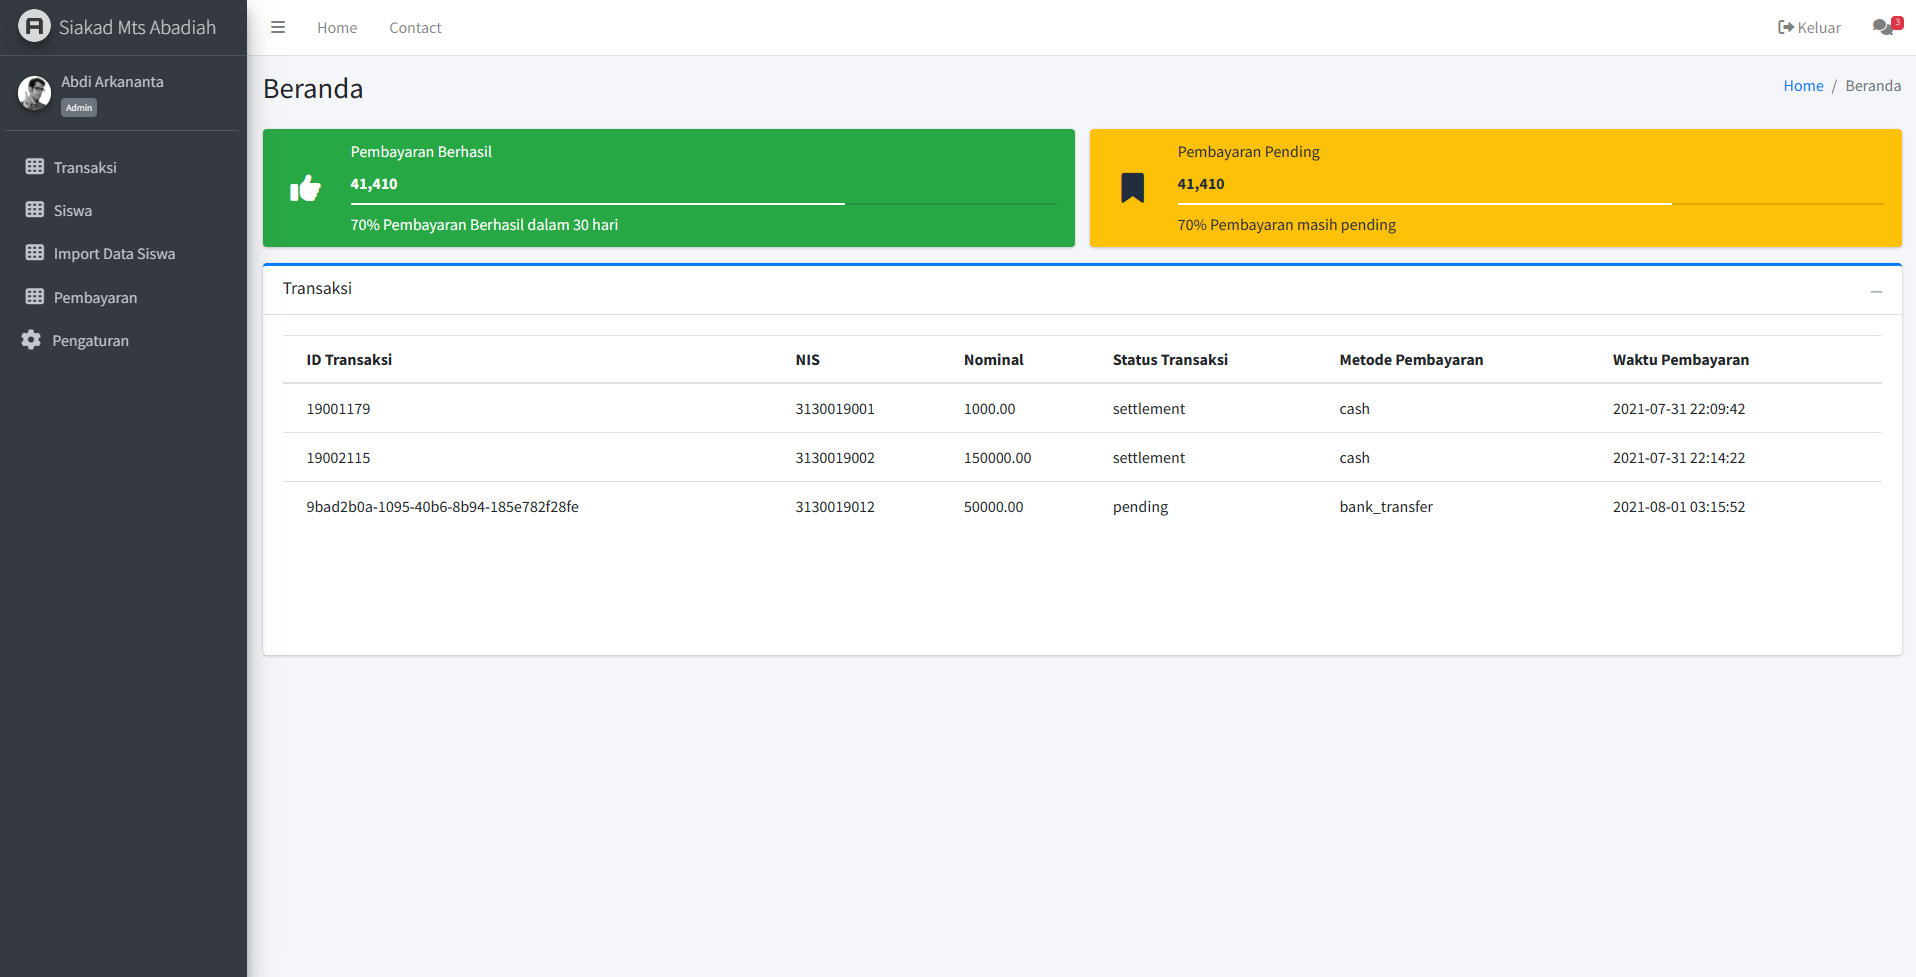 Siakad Mts Abadiah
Home Contact
Keluar 3
Abdi Arkananta
Admin
Transaksi
Siswa
Import Data Siswa
Pembayaran
Pengaturan
Beranda
Home / Beranda
Pembayaran Berhasil
41,410
70% Pembayaran Berhasil dalam 30 hari
Pembayaran Pending
41,410
70% Pembayaran masih pending
Transaksi
ID Transaksi NIS Nominal Status Transaksi Metode Pembayaran Waktu Pembayaran
19001179 3130019001 1000.00 settlement cash 2021-07-31 22:09:42
19002115 3130019002 150000.00 settlement cash 2021-07-31 22:14:22
9bad2b0a-1095-40b6-8b94-185e782f28fe 3130019012 50000.00 pending bank_transfer 2021-08-01 03:15:52